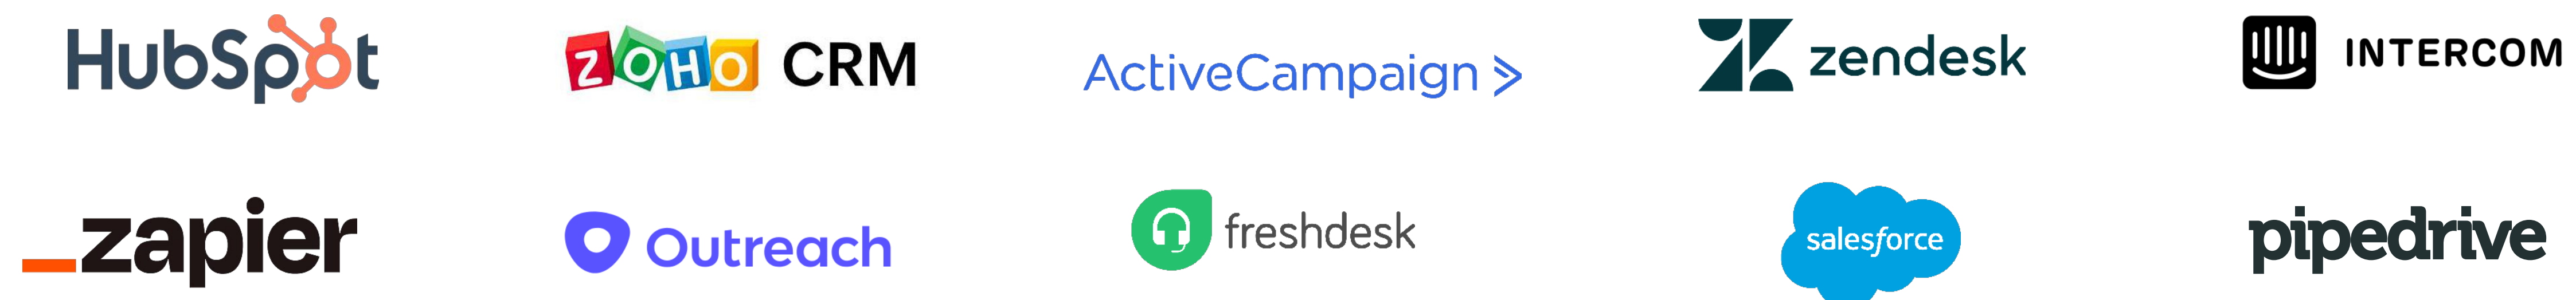 HubSpot
ZOHO CRM
ActiveCampaign
zendesk
INTERCOM
zapier
Outreach
freshdesk
salesforce
pipedrive